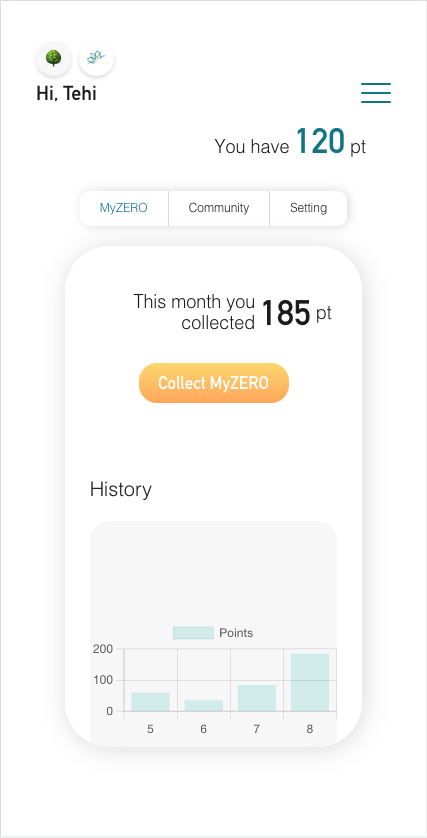 Hi, Tehi
You have 120 pt
MyZERO Community Setting
This month you
collected 185 pt
Collect MyZERO
History
Points
200
100
0
5 6 7 8